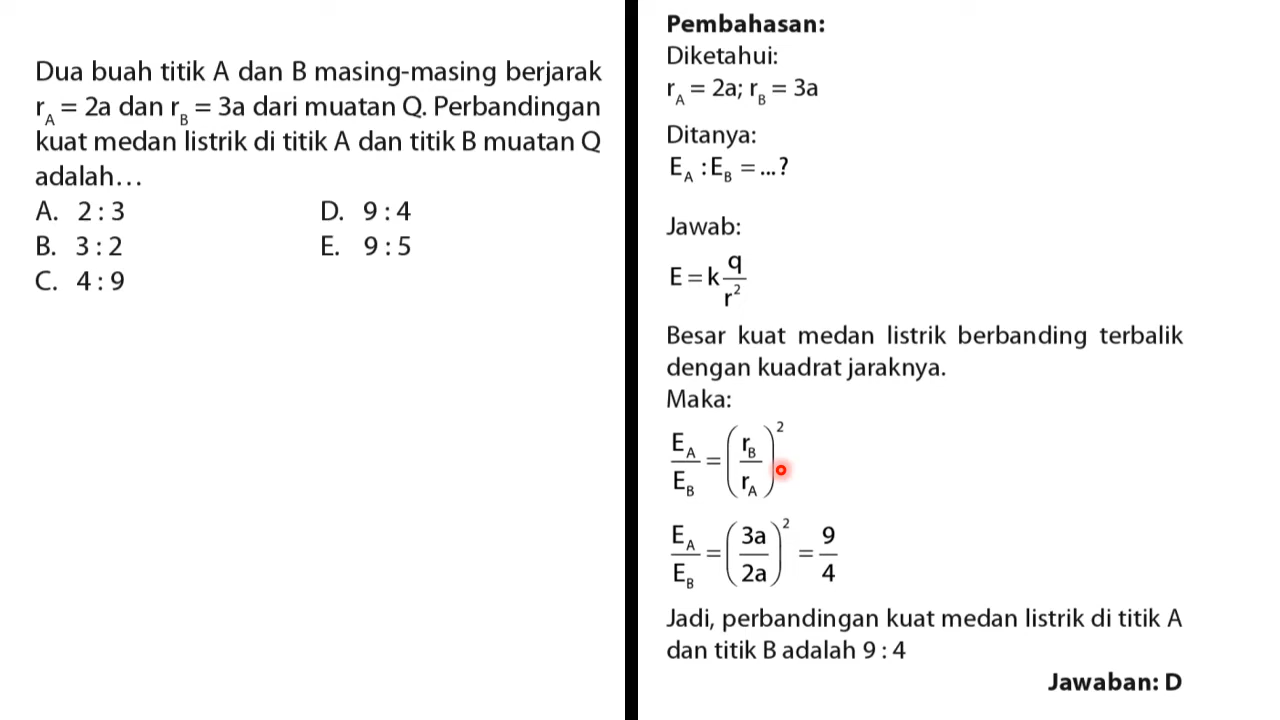 Dua buah titik A dan B masing-masing berjarak
r_A = 2a dan r_B = 3a dari muatan Q. Perbandingan
kuat medan listrik di titik A dan titik B muatan Q
adalah…
A. 2 : 3
B. 3 : 2
C. 4 : 9
D. 9 : 4
E. 9 : 5
Pembahasan:
Diketahui:
r_A = 2a; r_B = 3a
Ditanya:
E_A : E_B = ...?
Jawab:
E = k q/r²
Besar kuat medan listrik berbanding terbalik
dengan kuadrat jaraknya.
Maka:
E_A/E_B = (r_B/r_A)²
E_A/E_B = (3a/2a)² = 9/4
Jadi, perbandingan kuat medan listrik di titik A
dan titik B adalah 9 : 4
Jawaban: D